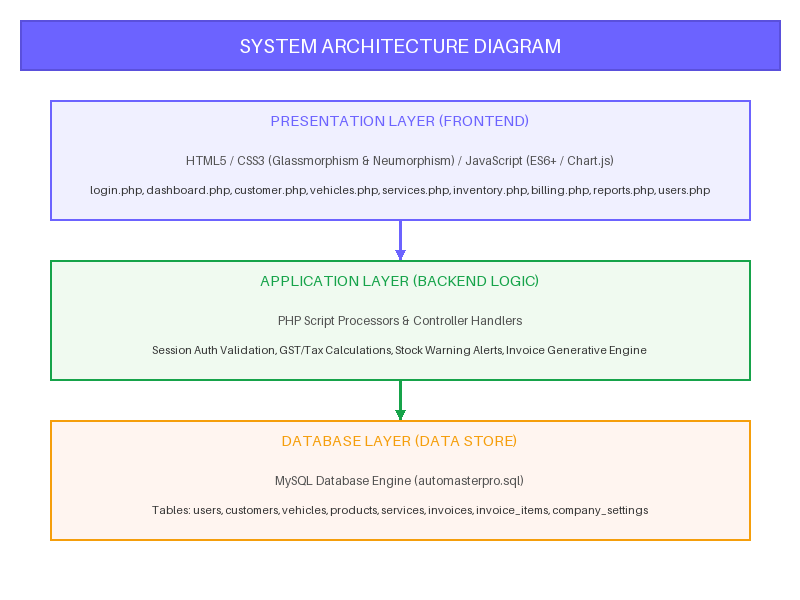 SYSTEM ARCHITECTURE DIAGRAM
PRESENTATION LAYER (FRONTEND)
HTML5 / CSS3 (Glassmorphism & Neumorphism) / JavaScript (ES6+ / Chart.js)
login.php, dashboard.php, customer.php, vehicles.php, services.php, inventory.php, billing.php, reports.php, users.php
APPLICATION LAYER (BACKEND LOGIC)
PHP Script Processors & Controller Handlers
Session Auth Validation, GST/Tax Calculations, Stock Warning Alerts, Invoice Generative Engine
DATABASE LAYER (DATA STORE)
MySQL Database Engine (automasterpro.sql)
Tables: users, customers, vehicles, products, services, invoices, invoice_items, company_settings